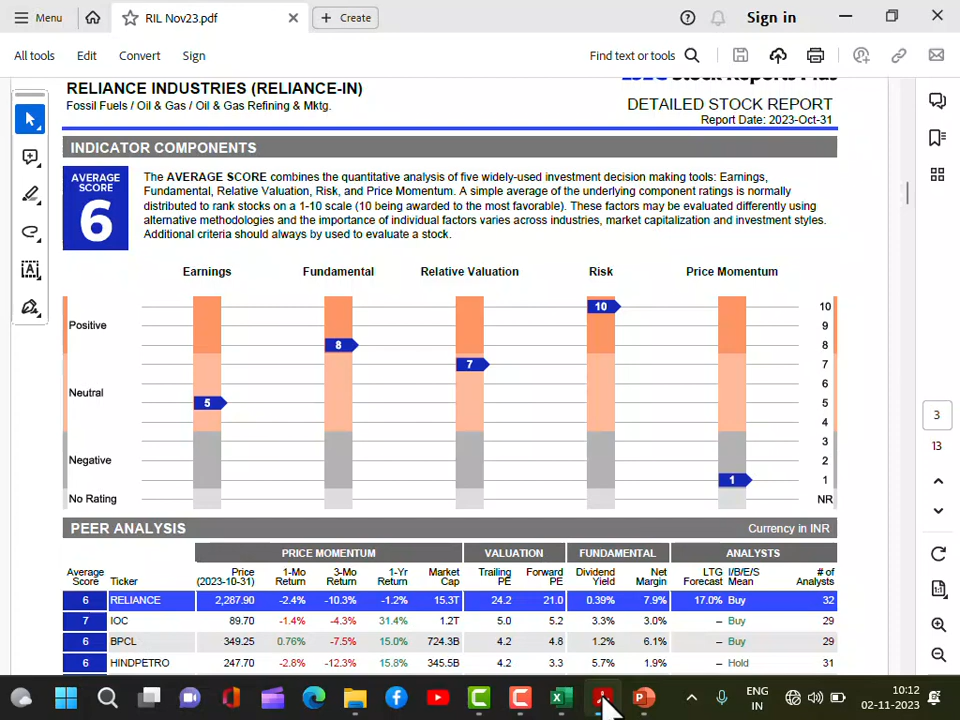 Menu
RIL Nov23.pdf
Create
Sign in
All tools
Edit
Convert
Sign
Find text or tools
RELIANCE INDUSTRIES (RELIANCE-IN)
Stock Reports Plus
Fossil Fuels / Oil & Gas / Oil & Gas Refining & Mktg.
DETAILED STOCK REPORT
Report Date: 2023-Oct-31
INDICATOR COMPONENTS
AVERAGE
SCORE
6
The AVERAGE SCORE combines the quantitative analysis of five widely-used investment decision making tools: Earnings,
Fundamental, Relative Valuation, Risk, and Price Momentum. A simple average of the underlying component ratings is normally
distributed to rank stocks on a 1-10 scale (10 being awarded to the most favorable). These factors may be evaluated differently using
alternative methodologies and the importance of individual factors varies across industries, market capitalization and investment styles.
Additional criteria should always by used to evaluate a stock.
Earnings Fundamental Relative Valuation Risk Price Momentum
10 10
Positive 9
8 8
7 7
Neutral 6
5 5
4
3
Negative 2
1 1
No Rating NR
PEER ANALYSIS Currency in INR
PRICE MOMENTUM VALUATION FUNDAMENTAL ANALYSTS
Average Price 1-Mo 3-Mo 1-Yr Market Trailing Forward Dividend Net LTG I/B/E/S # of
Score Ticker (2023-10-31) Return Return Return Cap PE PE Yield Margin Forecast Mean Analysts
6 RELIANCE 2,287.90 -2.4% -10.3% -1.2% 15.3T 24.2 21.0 0.39% 7.9% 17.0% Buy 32
7 IOC 89.70 -1.4% -4.3% 31.4% 1.2T 5.0 5.2 3.3% 3.0% – Buy 29
6 BPCL 349.25 0.76% -7.5% 15.0% 724.3B 4.2 4.8 1.2% 6.1% – Buy 29
6 HINDPETRO 247.70 -2.8% -12.3% 15.8% 345.5B 4.2 3.3 5.7% 1.9% – Hold 31
3
13
ENG
IN
10:12
02-11-2023